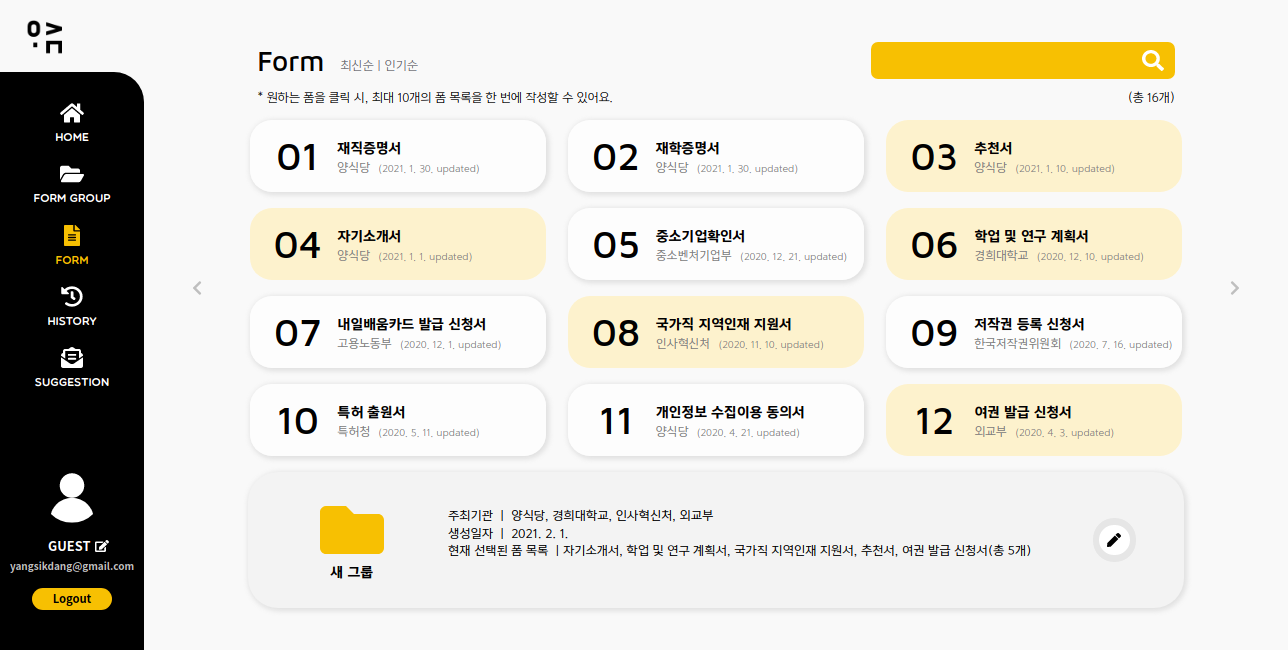 HOME
FORM GROUP
FORM
HISTORY
SUGGESTION
GUEST
yangsikdang@gmail.com
Logout
Form 최신순 | 인기순
* 원하는 폼을 클릭 시, 최대 10개의 폼 목록을 한 번에 작성할 수 있어요.
(총 16개)
01 재직증명서
양식당 (2021. 1. 30. updated)
02 재학증명서
양식당 (2021. 1. 30. updated)
03 추천서
양식당 (2021. 1. 10. updated)
04 자기소개서
양식당 (2021. 1. 1. updated)
05 중소기업확인서
중소벤처기업부 (2020. 12. 21. updated)
06 학업 및 연구 계획서
경희대학교 (2020. 12. 10. updated)
07 내일배움카드 발급 신청서
고용노동부 (2020. 12. 1. updated)
08 국가직 지역인재 지원서
인사혁신처 (2020. 11. 10. updated)
09 저작권 등록 신청서
한국저작권위원회 (2020. 7. 16. updated)
10 특허 출원서
특허청 (2020. 5. 11. updated)
11 개인정보 수집이용 동의서
양식당 (2020. 4. 21. updated)
12 여권 발급 신청서
외교부 (2020. 4. 3. updated)
새 그룹
주최기관 | 양식당, 경희대학교, 인사혁신처, 외교부
생성일자 | 2021. 2. 1.
현재 선택된 폼 목록 | 자기소개서, 학업 및 연구 계획서, 국가직 지역인재 지원서, 추천서, 여권 발급 신청서(총 5개)